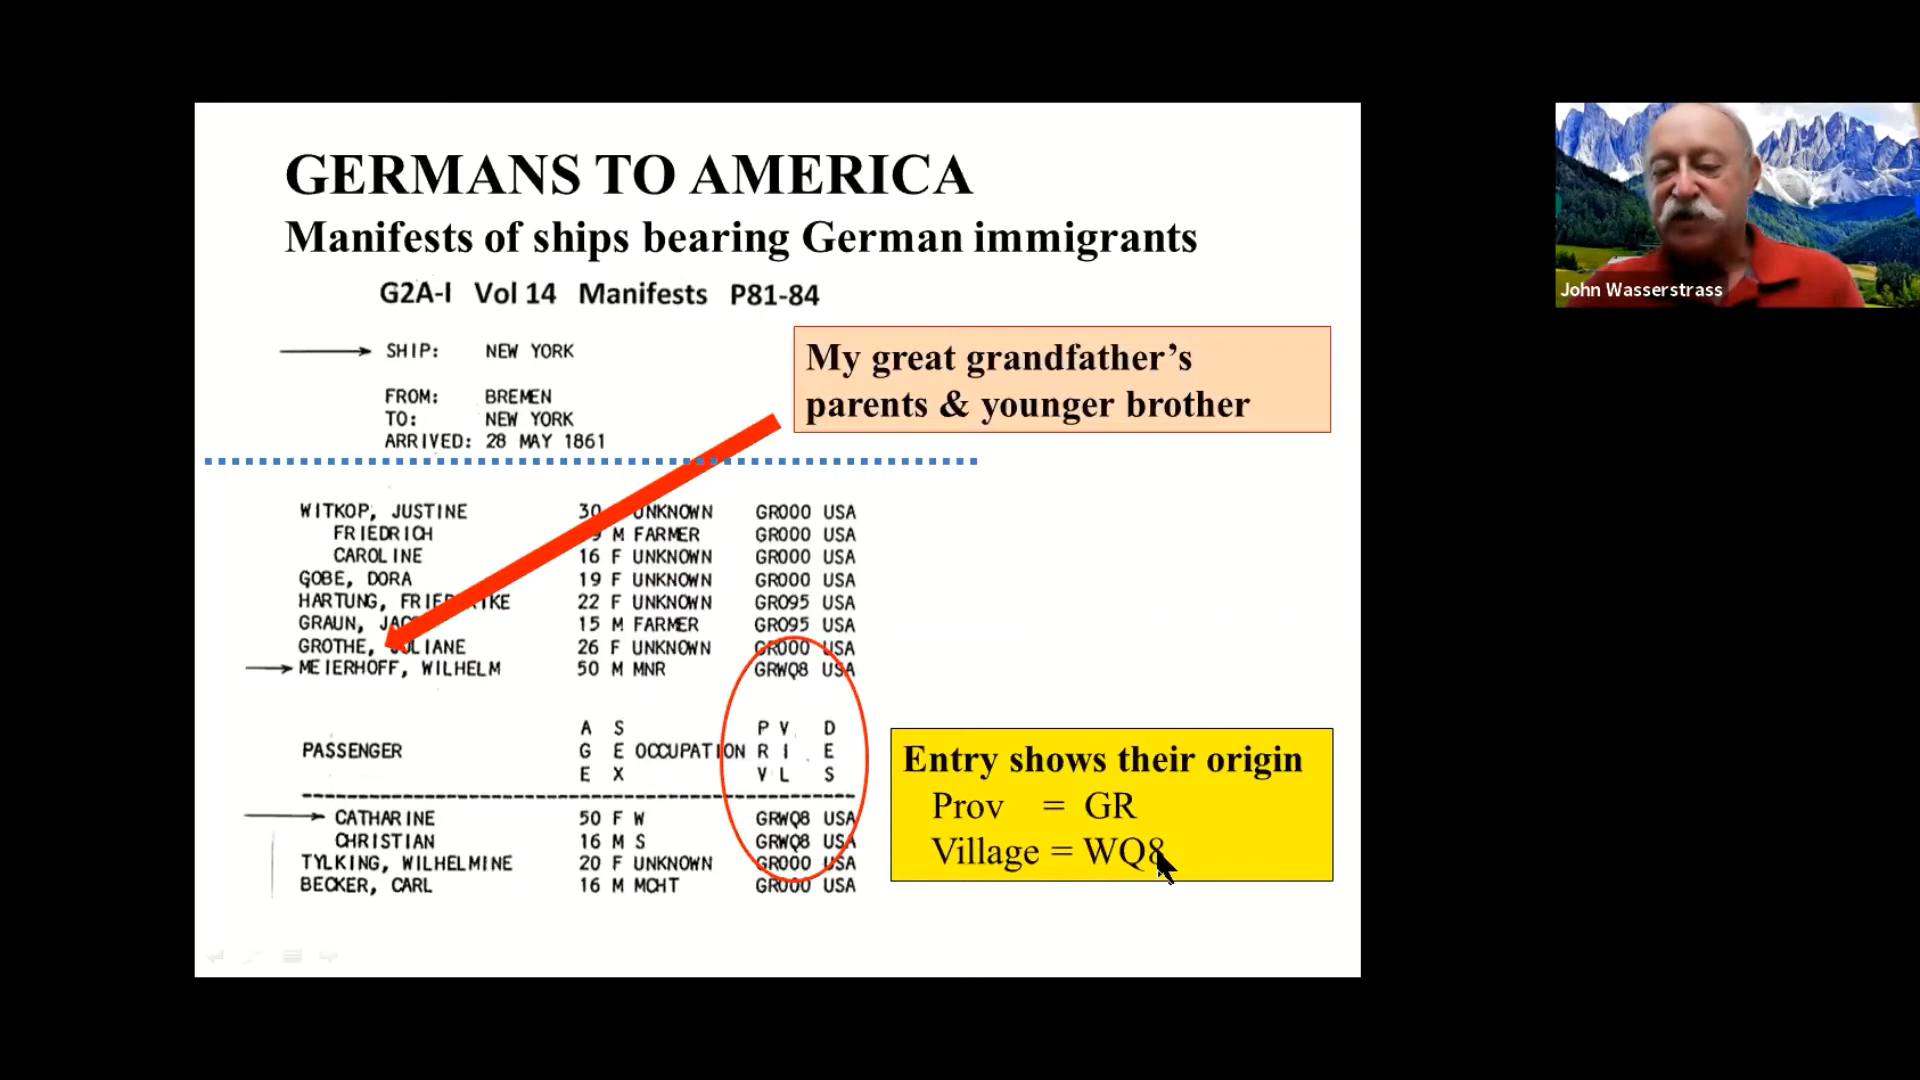 GERMANS TO AMERICA
Manifests of ships bearing German immigrants
G2A-I Vol 14 Manifests P81-84
SHIP: NEW YORK
FROM: BREMEN
TO: NEW YORK
ARRIVED: 28 MAY 1861
My great grandfather's
parents & younger brother
John Wasserstrass
WITKOP, JUSTINE 30 UNKNOWN GR000 USA
FRIEDRICH M FARMER GR000 USA
CAROLINE 16 F UNKNOWN GR000 USA
GOBE, DORA 19 F UNKNOWN GR000 USA
HARTUNG, 22 F UNKNOWN GR095 USA
GRAUN, 15 M FARMER GR095 USA
GROTHE, JULIANE 26 F UNKNOWN GR000 USA
MEIERHOFF, WILHELM 50 M MNR GRWQ8 USA
PASSENGER AGE SEX OCCUPATION PRV VIL DES
CATHARINE 50 F W GRWQ8 USA
CHRISTIAN 16 M S GRWQ8 USA
TYLKING, WILHELMINE 20 F UNKNOWN GR000 USA
BECKER, CARL 16 M MCHT GR000 USA
Entry shows their origin
Prov = GR
Village = WQ8